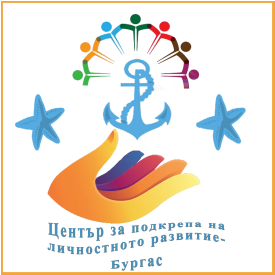 Център за подкрепа на
личностното развитие-
Бургас